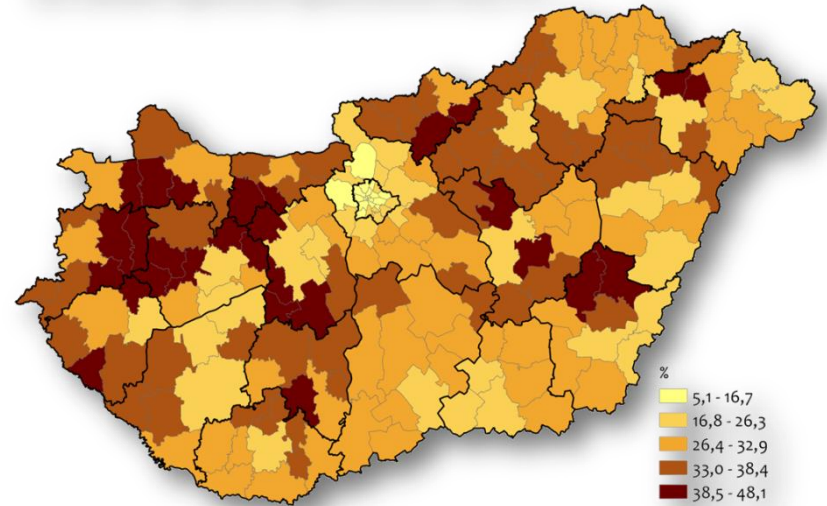 %
5,1 - 16,7
16,8 - 26,3
26,4 - 32,9
33,0 - 38,4
38,5 - 48,1